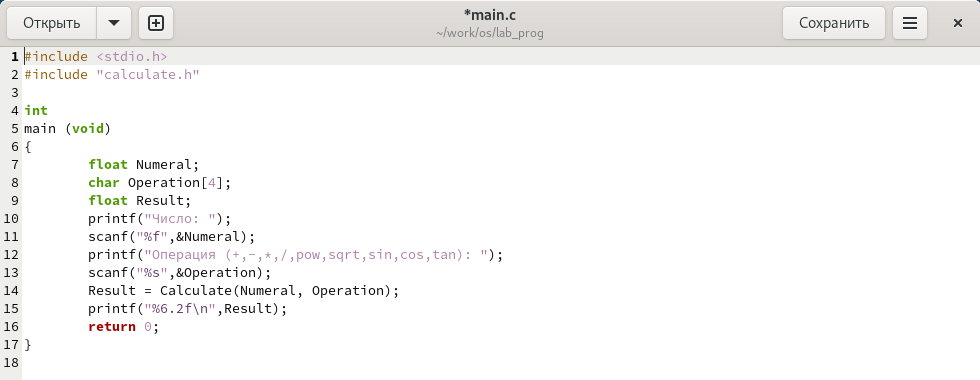 Открыть
*main.c
~/work/os/lab_prog
Сохранить
1 #include <stdio.h>
2 #include "calculate.h"
3
4 int
5 main (void)
6 {
7         float Numeral;
8         char Operation[4];
9         float Result;
10         printf("Число: ");
11         scanf("%f",&Numeral);
12         printf("Операция (+,-,*,/,pow,sqrt,sin,cos,tan): ");
13         scanf("%s",&Operation);
14         Result = Calculate(Numeral, Operation);
15         printf("%6.2f\n",Result);
16         return 0;
17 }
18